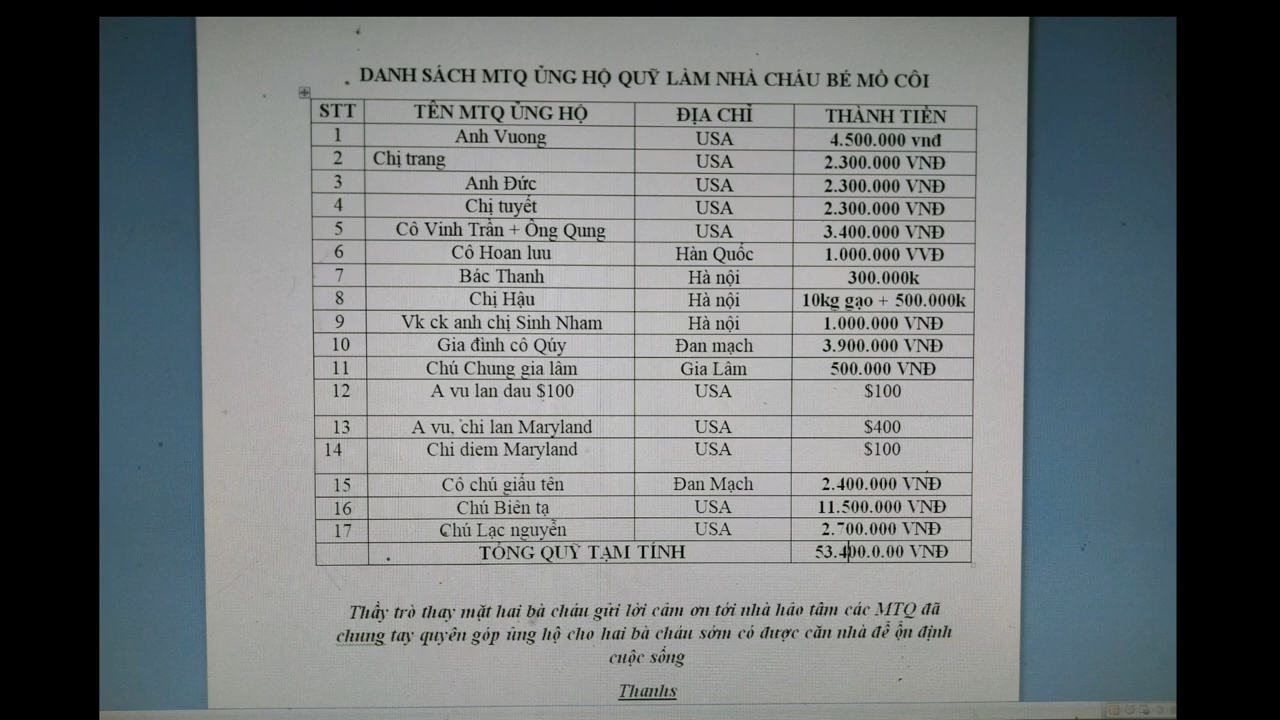 DANH SÁCH MTQ ỦNG HỘ QUỸ LÀM NHÀ CHÁU BÉ MỒ CÔI
STT TÊN MTQ ỦNG HỘ ĐỊA CHỈ THÀNH TIỀN
1 Anh Vuong USA 4.500.000 vnđ
2 Chị trang USA 2.300.000 VNĐ
3 Anh Đức USA 2.300.000 VNĐ
4 Chị tuyết USA 2.300.000 VNĐ
5 Cô Vinh Trần + Ông Qung USA 3.400.000 VNĐ
6 Cô Hoan luu Hàn Quốc 1.000.000 VVĐ
7 Bác Thanh Hà nội 300.000k
8 Chị Hậu Hà nội 10kg gạo + 500.000k
9 Vk ck anh chị Sinh Nham Hà nội 1.000.000 VNĐ
10 Gia đình cô Qúy Đan mạch 3.900.000 VNĐ
11 Chú Chung gia lâm Gia Lâm 500.000 VNĐ
12 A vu lan dau $100 USA $100
13 A vu, chi lan Maryland USA $400
14 Chi diem Maryland USA $100
15 Cô chú giấu tên Đan Mạch 2.400.000 VNĐ
16 Chú Biên tạ USA 11.500.000 VNĐ
17 Chú Lạc nguyễn USA 2.700.000 VNĐ
TỔNG QUỸ TẠM TÍNH 53.400.0.00 VNĐ
Thầy trò thay mặt hai bà cháu gửi lời cảm ơn tới nhà hảo tâm các MTQ đã
chung tay quyên góp ủng hộ cho hai bà cháu sớm có được căn nhà để ổn định
cuộc sống
Thanhs